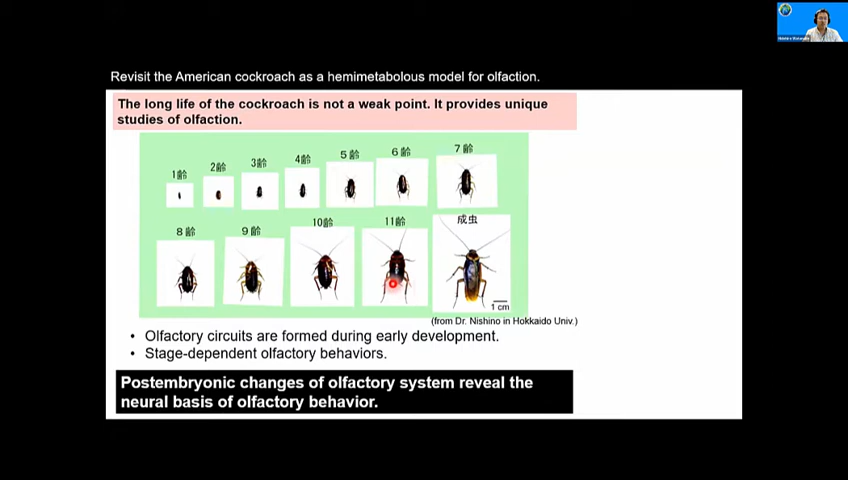 Revisit the American cockroach as a hemimetabolous model for olfaction.
The long life of the cockroach is not a weak point. It provides unique
studies of olfaction.
1齢 2齢 3齢 4齢 5齢 6齢 7齢
8齢 9齢 10齢 11齢 成虫
1 cm
(from Dr. Nishino in Hokkaido Univ.)
• Olfactory circuits are formed during early development.
• Stage-dependent olfactory behaviors.
Postembryonic changes of olfactory system reveal the
neural basis of olfactory behavior.